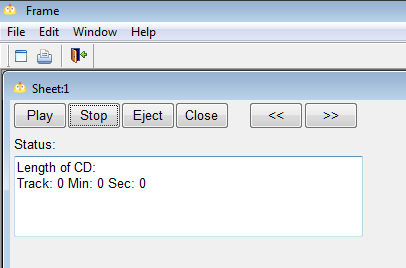 Frame
File Edit Window Help
Sheet:1
Play Stop Eject Close << >>
Status:
Length of CD:
Track: 0 Min: 0 Sec: 0